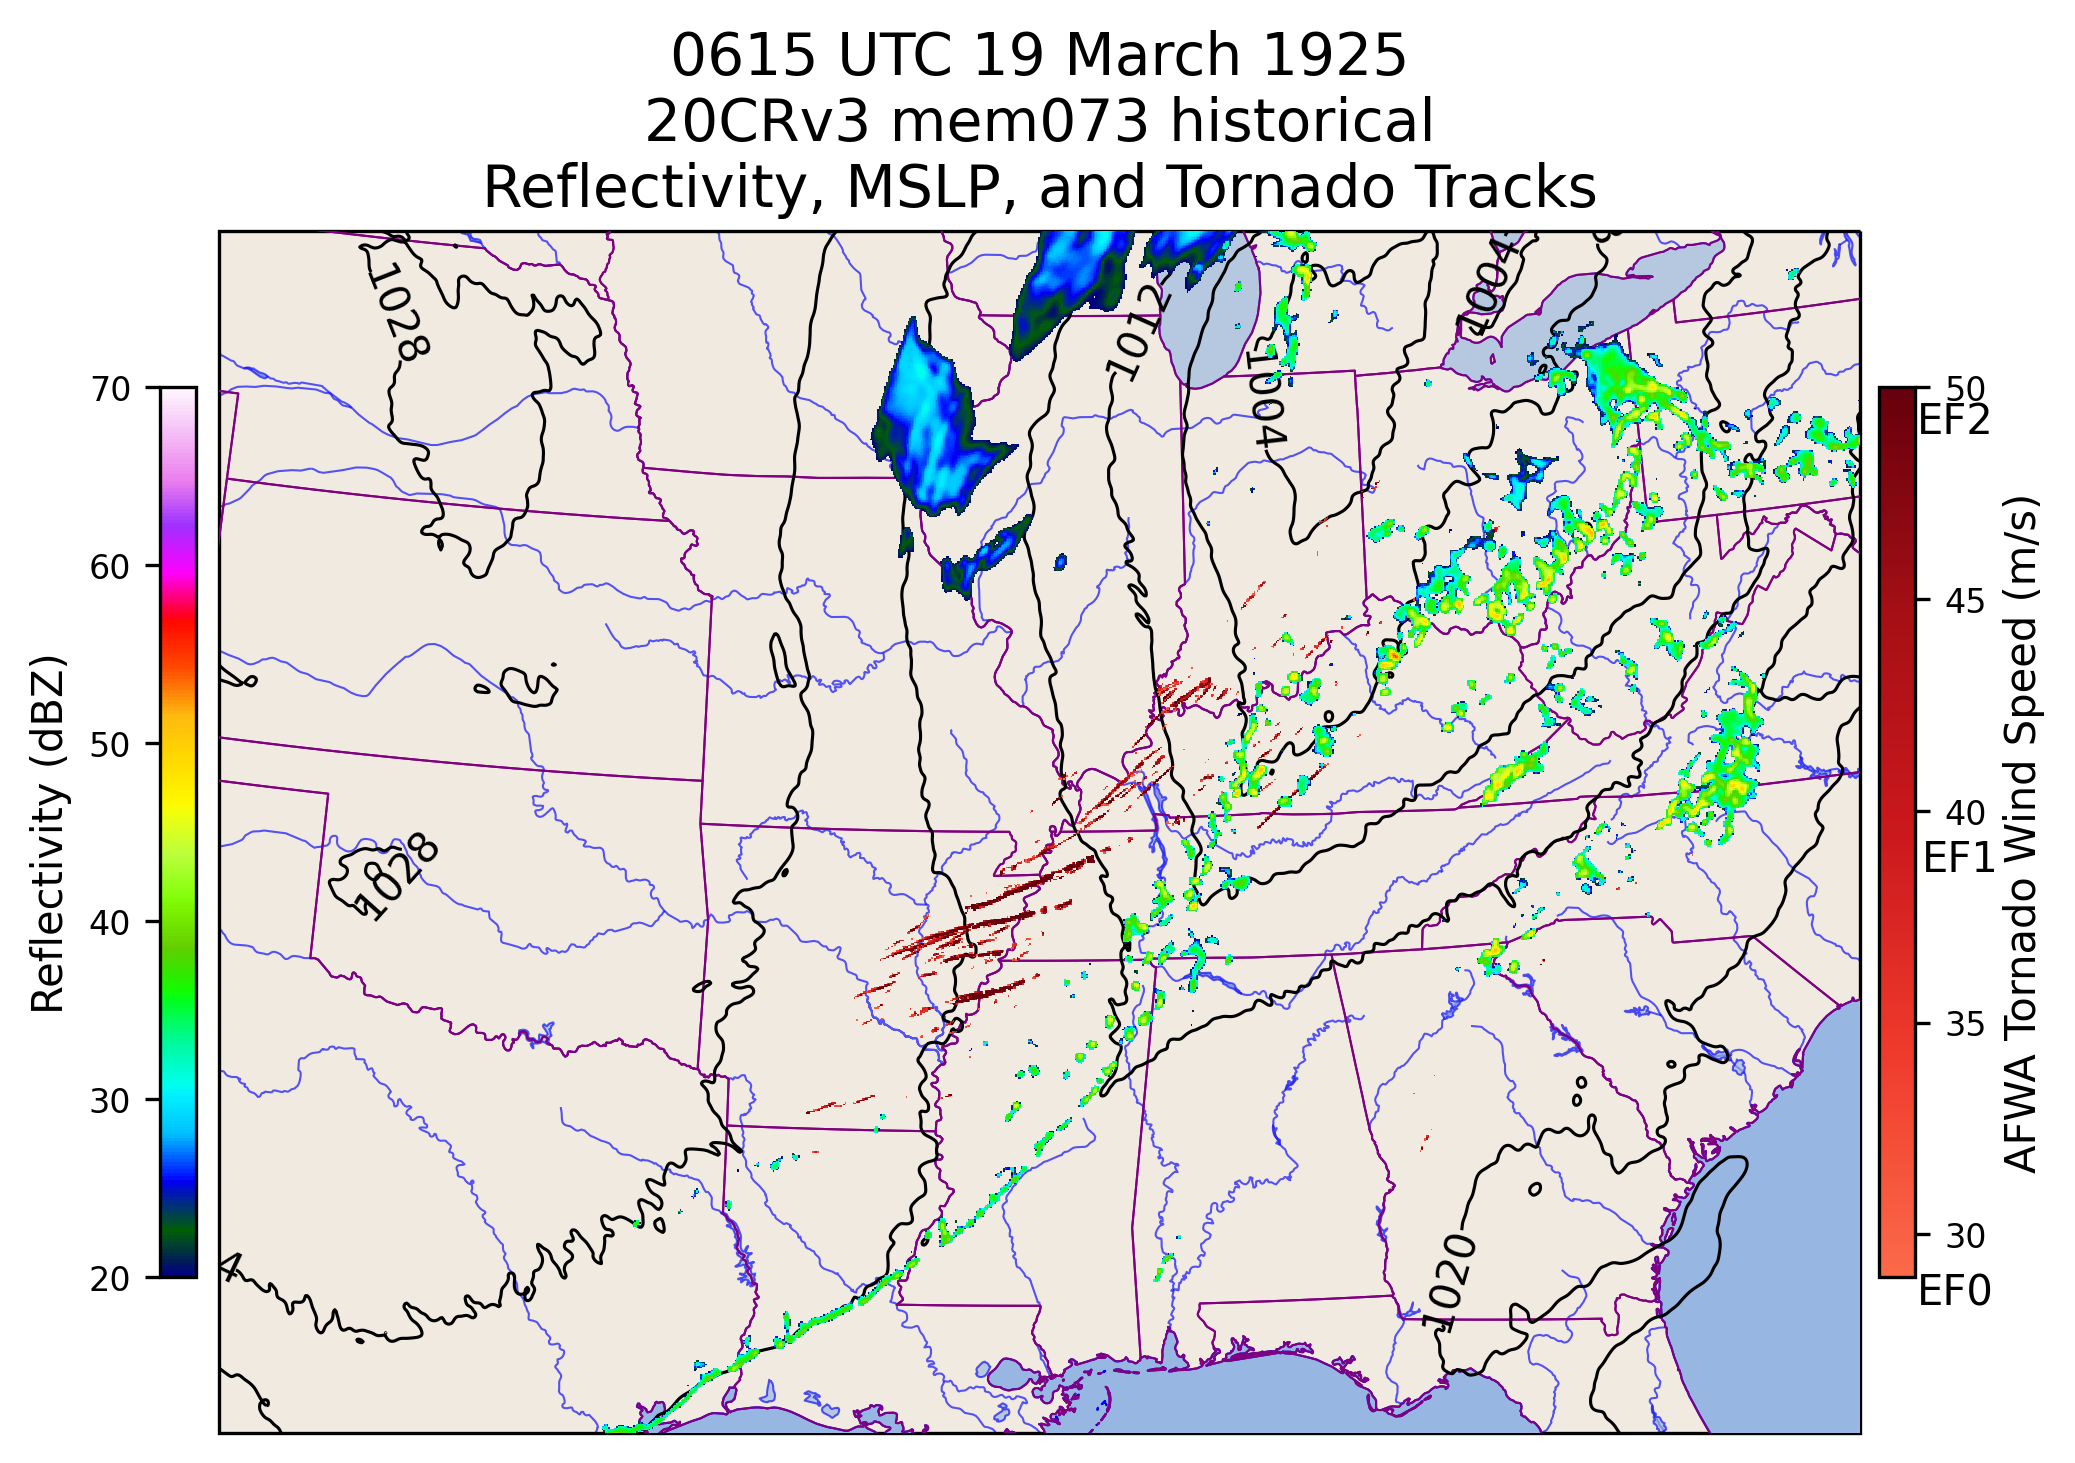 0615 UTC 19 March 1925
20CRv3 mem073 historical
Reflectivity, MSLP, and Tornado Tracks
1028
1012
1004
1004
1028
1020
4
70
60
50
40
30
20
Reflectivity (dBZ)
50
EF2
45
40
EF1
35
30
EF0
AFWA Tornado Wind Speed (m/s)